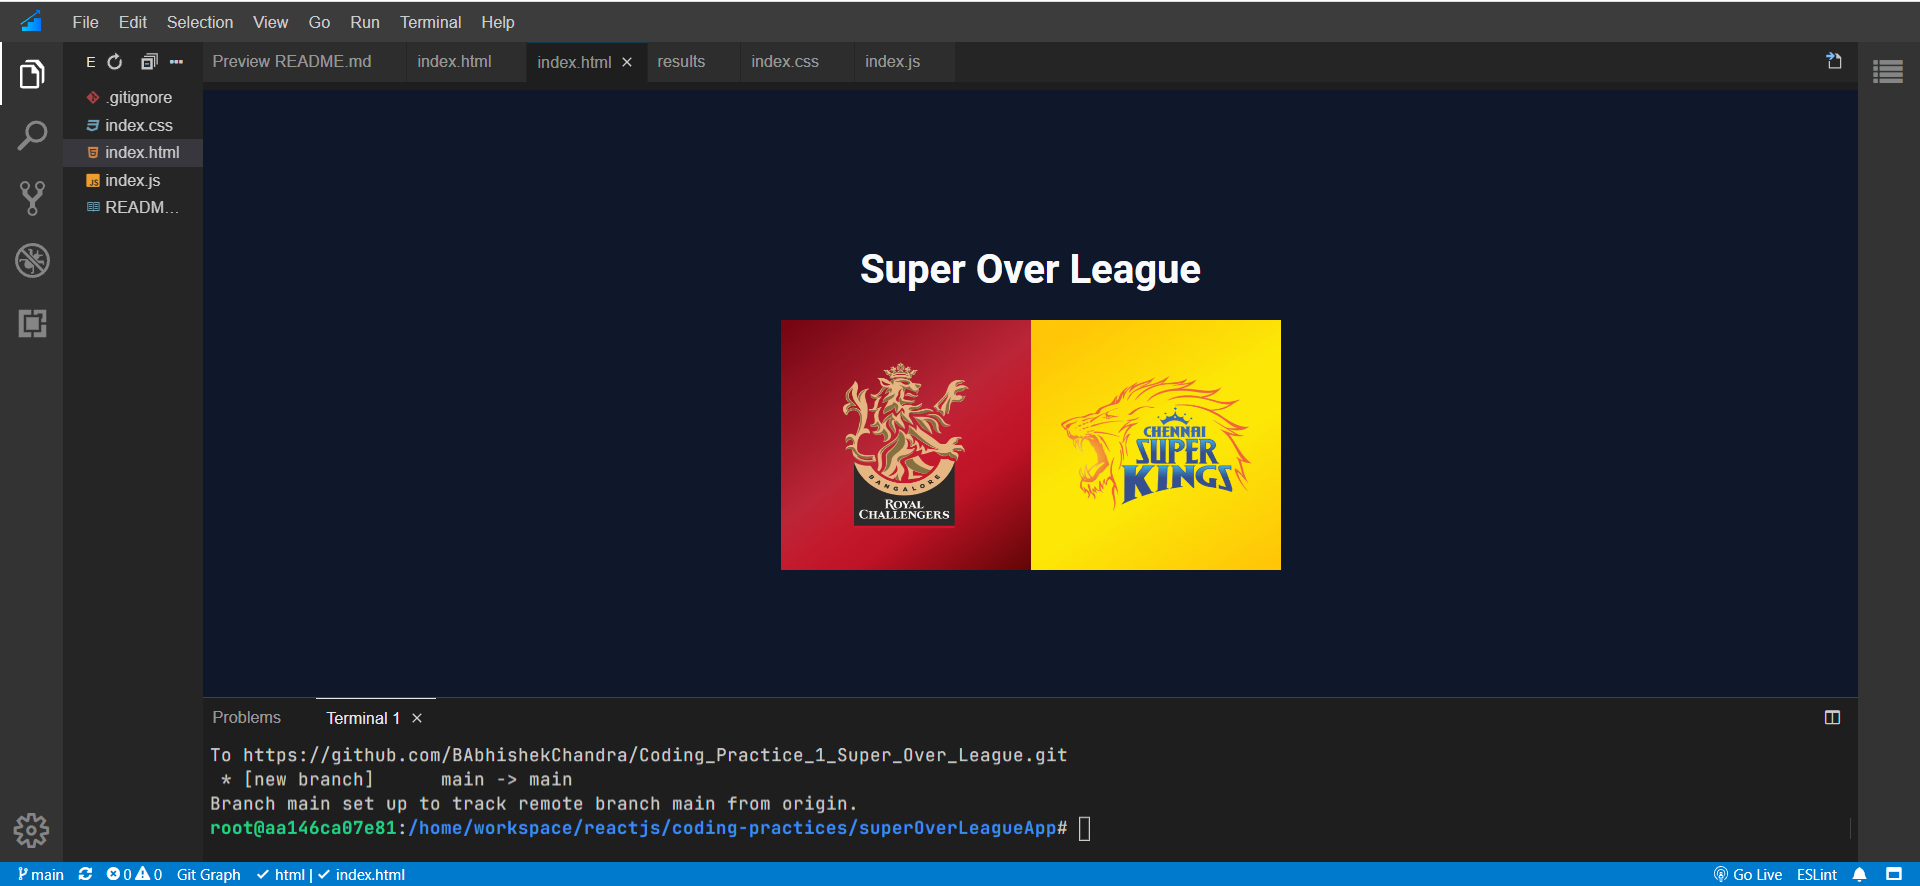 File Edit Selection View Go Run Terminal Help
E
Preview README.md index.html index.html results index.css index.js
.gitignore
index.css
index.html
index.js
READM...
Super Over League
BANGALORE
ROYAL
CHALLENGERS
CHENNAI
SUPER
KINGS
Problems Terminal 1
To https://github.com/BAbhishekChandra/Coding_Practice_1_Super_Over_League.git
* [new branch] main -> main
Branch main set up to track remote branch main from origin.
root@aa146ca07e81:/home/workspace/reactjs/coding-practices/superOverLeagueApp#
main 0 0 Git Graph html | index.html Go Live ESLint